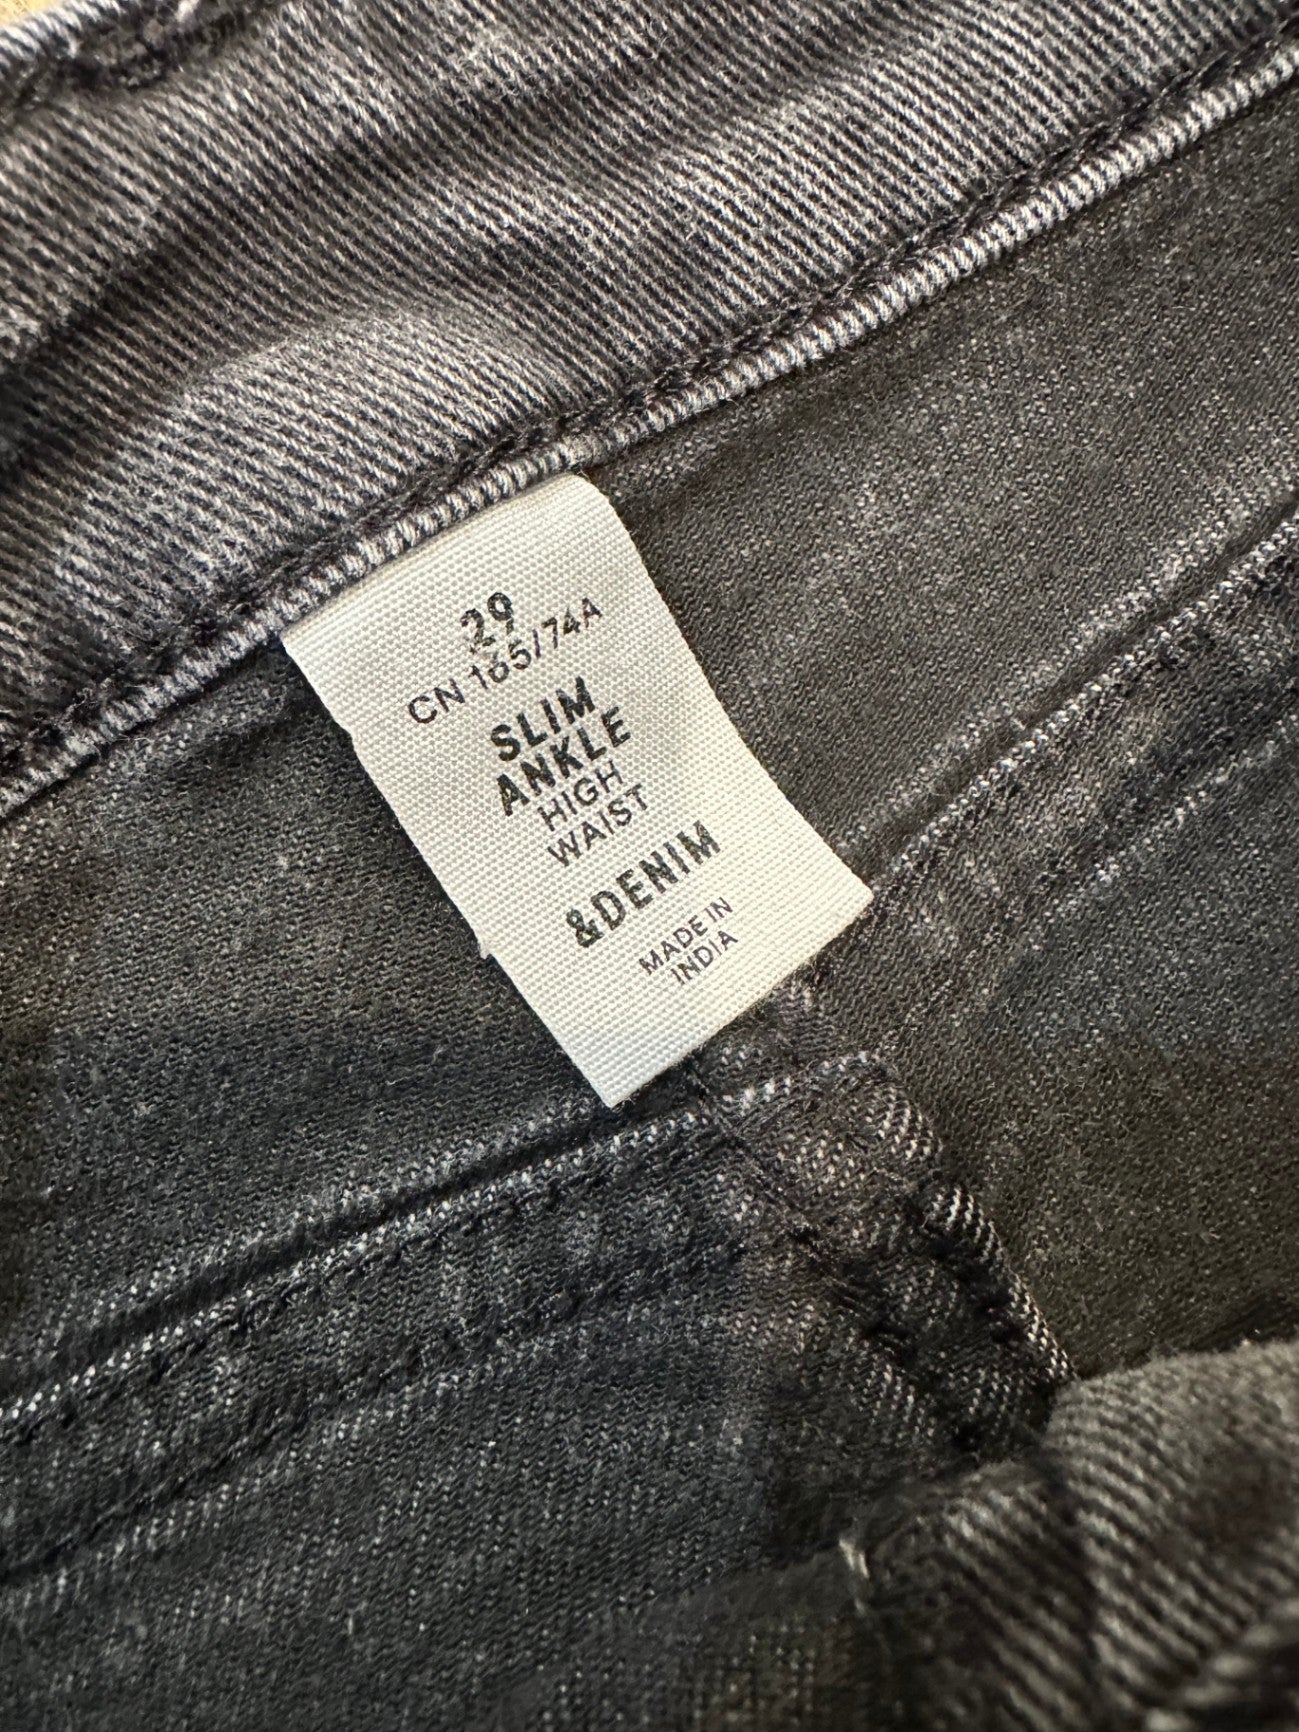 29
CN 165/74A
SLIM
ANKLE
HIGH
WAIST
&DENIM
MADE IN
INDIA